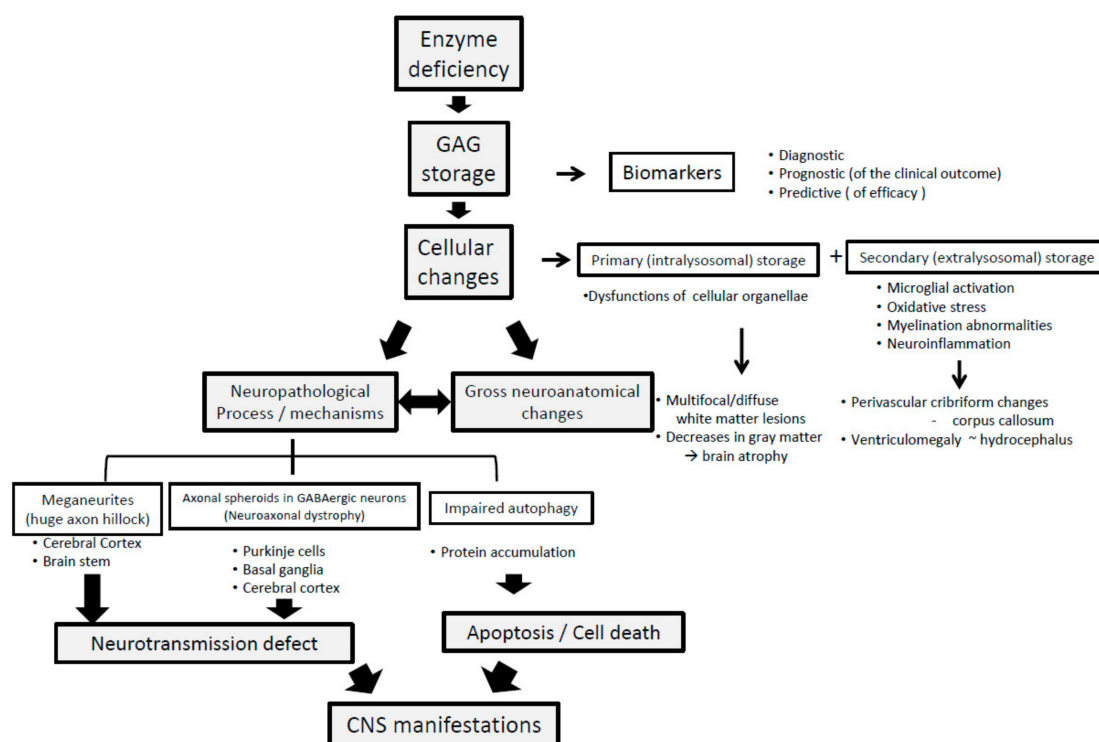 Enzyme
deficiency
GAG
storage
Biomarkers
• Diagnostic
• Prognostic (of the clinical outcome)
• Predictive ( of efficacy )
Cellular
changes
Primary (intralysosomal) storage
+
Secondary (extralysosomal) storage
•Dysfunctions of cellular organellae
• Microglial activation
• Oxidative stress
• Myelination abnormalities
• Neuroinflammation
Neuropathological
Process / mechanisms
Gross neuroanatomical
changes
• Multifocal/diffuse
white matter lesions
• Decreases in gray matter
→ brain atrophy
• Perivascular cribriform changes
- corpus callosum
• Ventriculomegaly ~ hydrocephalus
Meganeurites
(huge axon hillock)
Axonal spheroids in GABAergic neurons
(Neuroaxonal dystrophy)
Impaired autophagy
• Cerebral Cortex
• Brain stem
• Purkinje cells
• Basal ganglia
• Cerebral cortex
• Protein accumulation
Neurotransmission defect
Apoptosis / Cell death
CNS manifestations